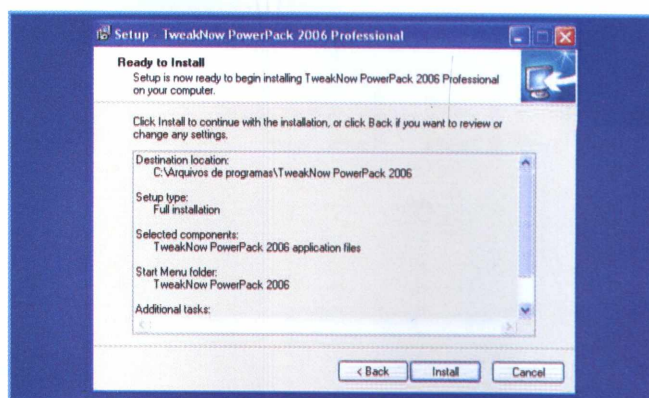 Setup - TweakNow PowerPack 2006 Professional
Ready to Install
Setup is now ready to begin installing TweakNow PowerPack 2006 Professional
on your computer.
Click Install to continue with the installation, or click Back if you want to review or
change any settings.
Destination location:
C:\Arquivos de programas\TweakNow PowerPack 2006
Setup type:
Full installation
Selected components:
TweakNow PowerPack 2006 application files
Start Menu folder:
TweakNow PowerPack 2006
Additional tasks:
< Back
Install
Cancel